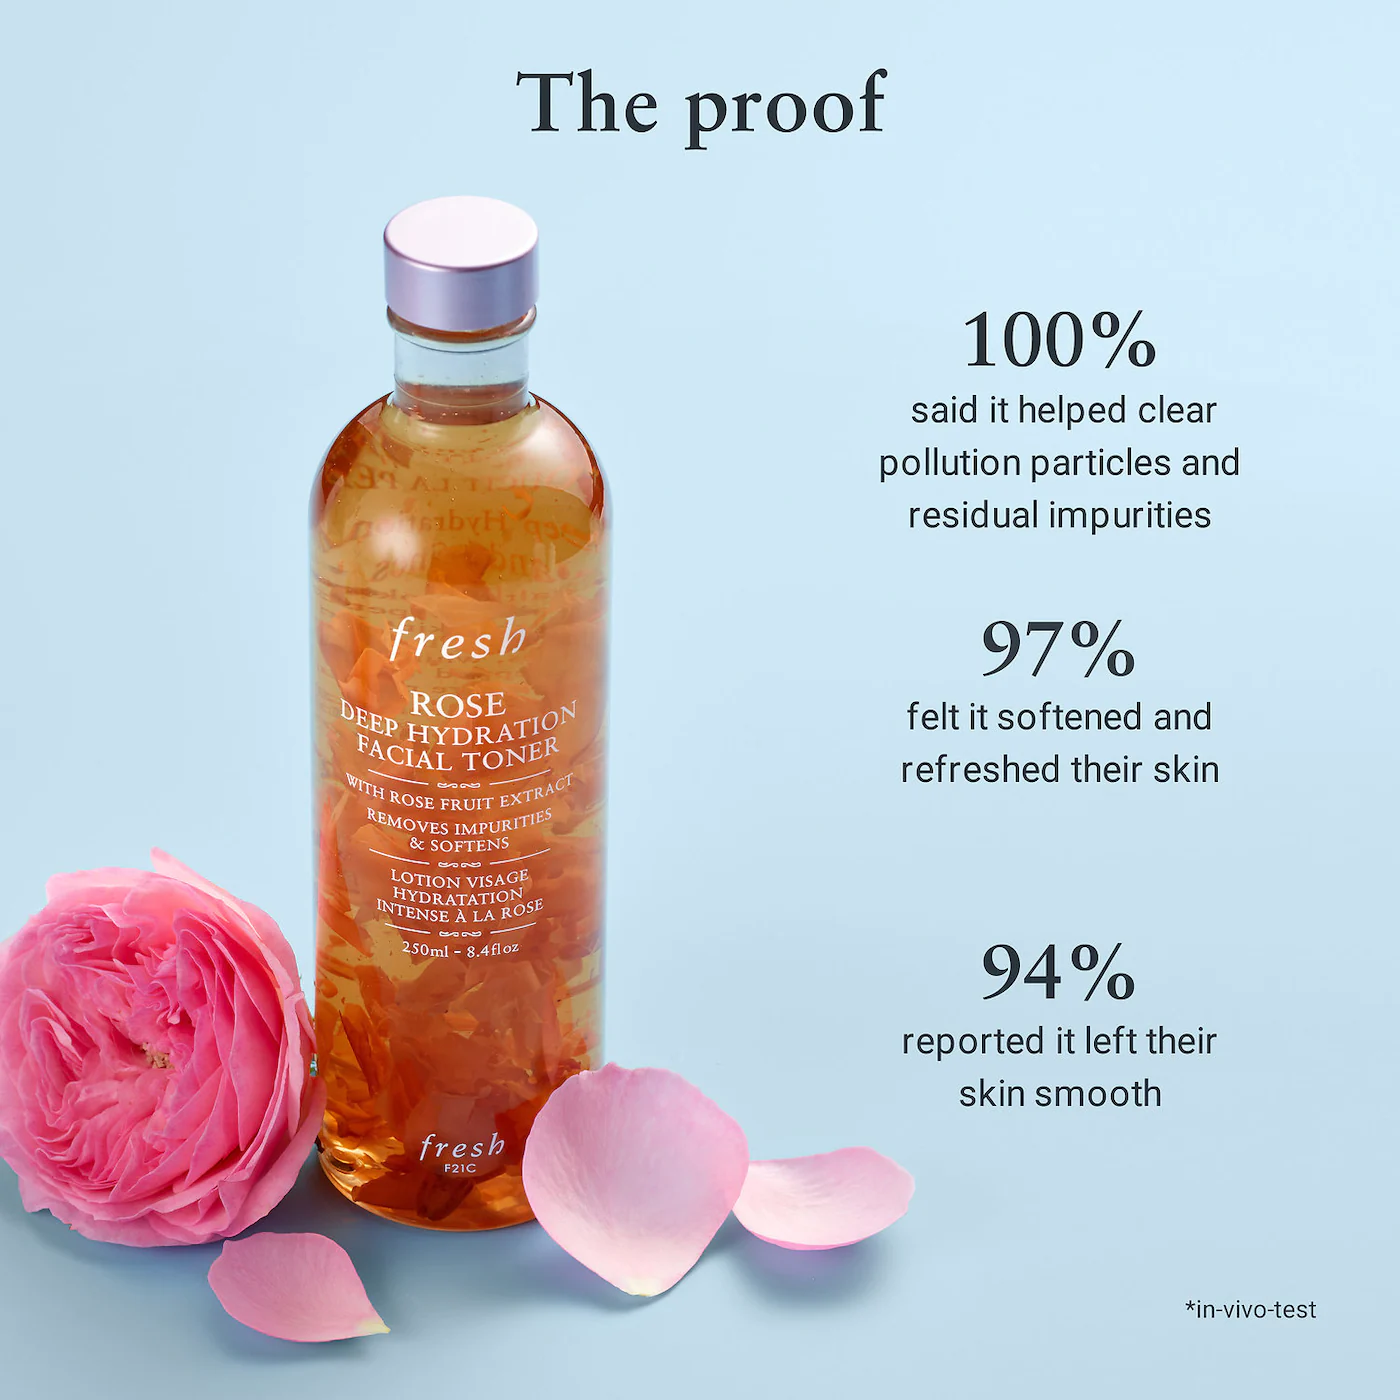 The proof
fresh
ROSE
DEEP HYDRATION
FACIAL TONER
WITH ROSE FRUIT EXTRACT
REMOVES IMPURITIES
& SOFTENS
LOTION VISAGE
HYDRATATION
INTENSE À LA ROSE
250ml - 8.4fl oz
fresh
F21C
100%
said it helped clear
pollution particles and
residual impurities
97%
felt it softened and
refreshed their skin
94%
reported it left their
skin smooth
*in-vivo-test